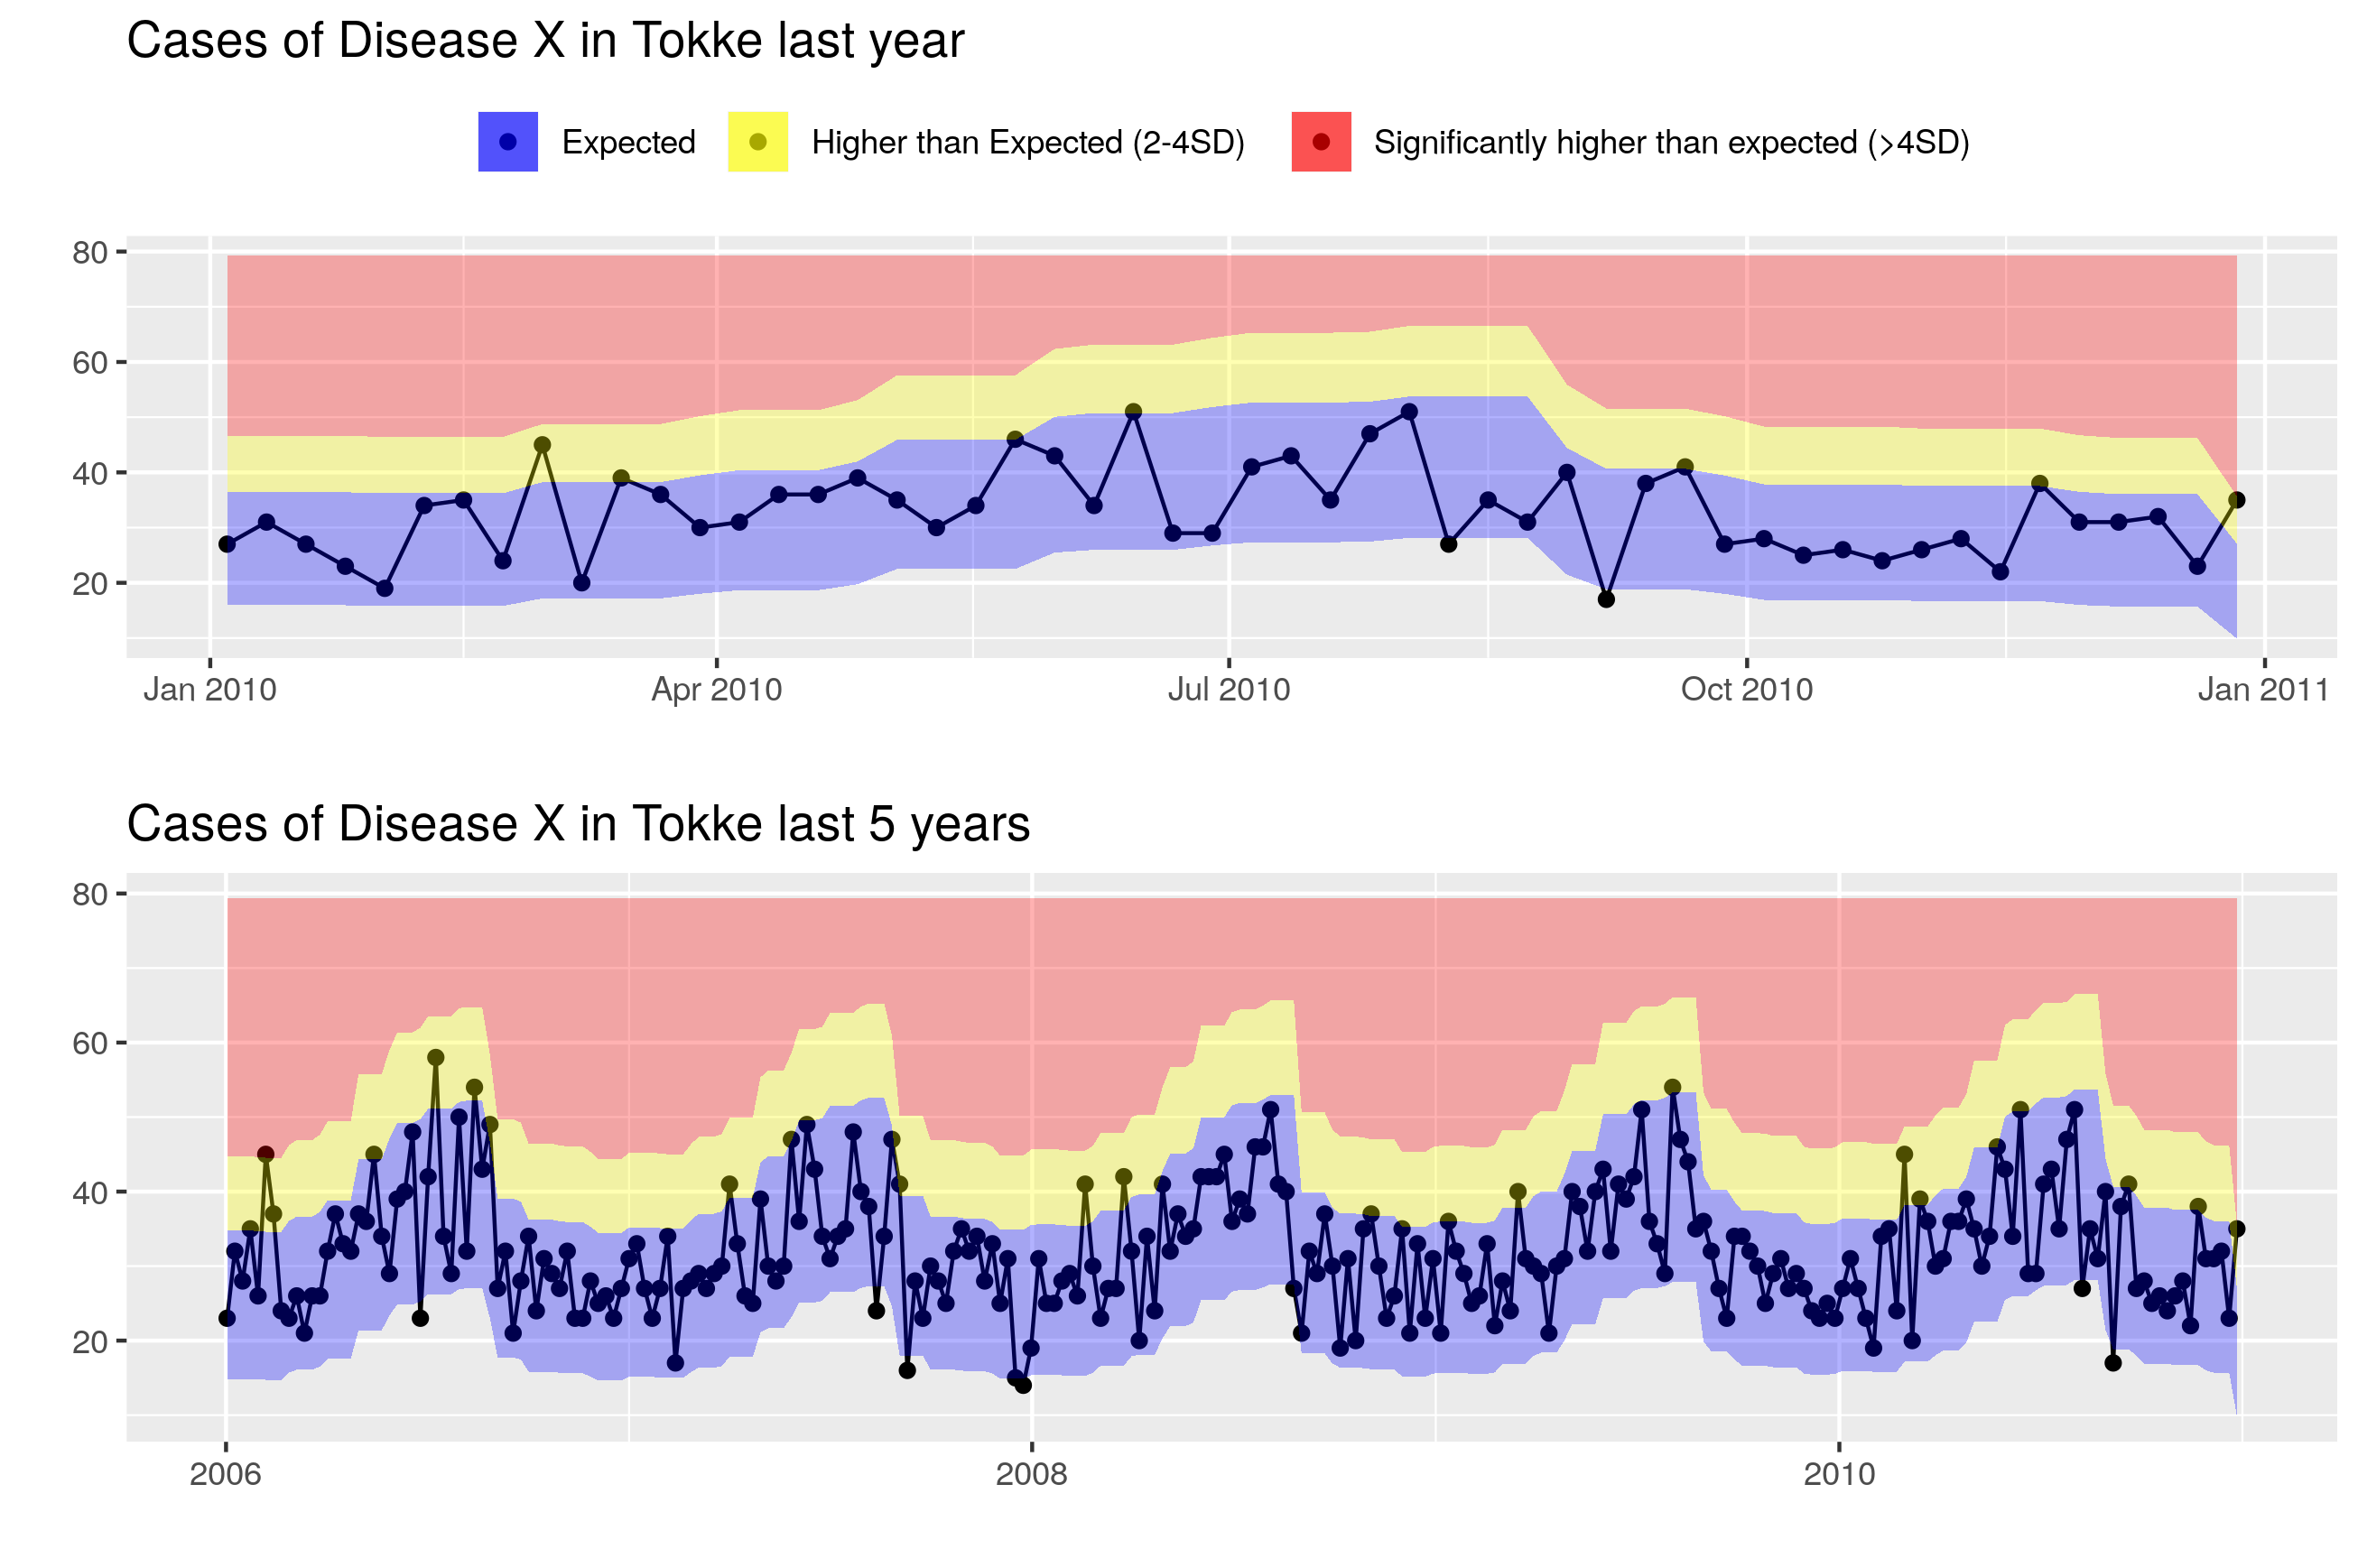 Cases of Disease X in Tokke last year
Expected Higher than Expected (2-4SD) Significantly higher than expected (>4SD)
80
60
40
20
Jan 2010 Apr 2010 Jul 2010 Oct 2010 Jan 2011
Cases of Disease X in Tokke last 5 years
80
60
40
20
2006 2008 2010